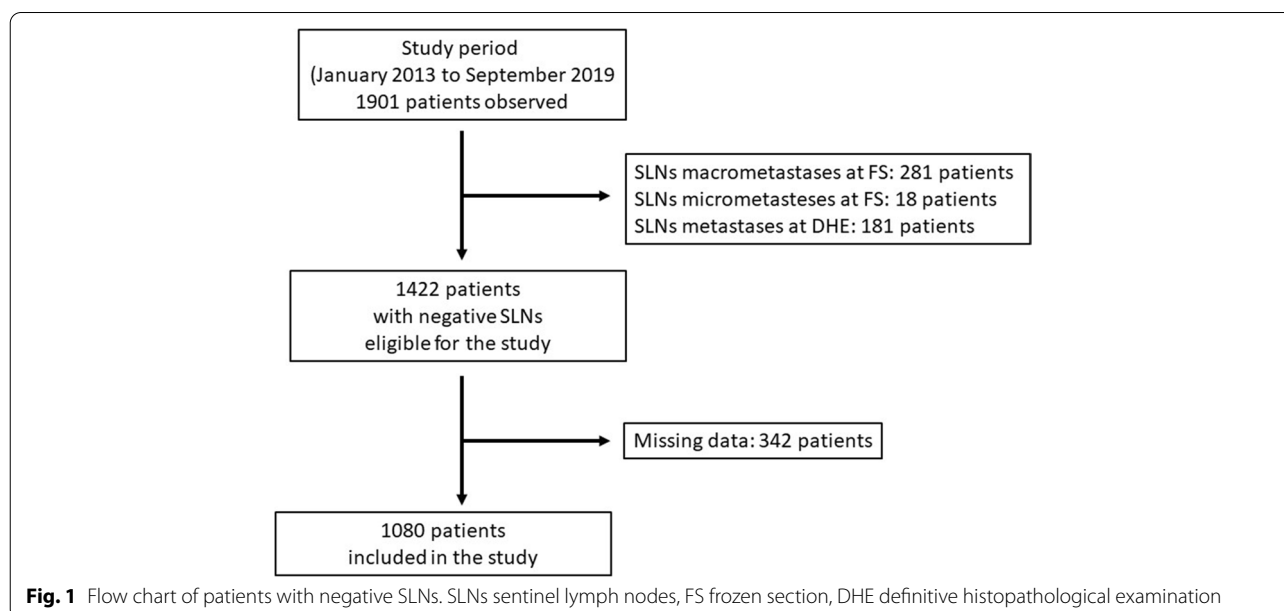 Study period
(January 2013 to September 2019
1901 patients observed
SLNs macrometastases at FS: 281 patients
SLNs micrometasteses at FS: 18 patients
SLNs metastases at DHE: 181 patients
1422 patients
with negative SLNs
eligible for the study
Missing data: 342 patients
1080 patients
included in the study
Fig. 1 Flow chart of patients with negative SLNs. SLNs sentinel lymph nodes, FS frozen section, DHE definitive histopathological examination